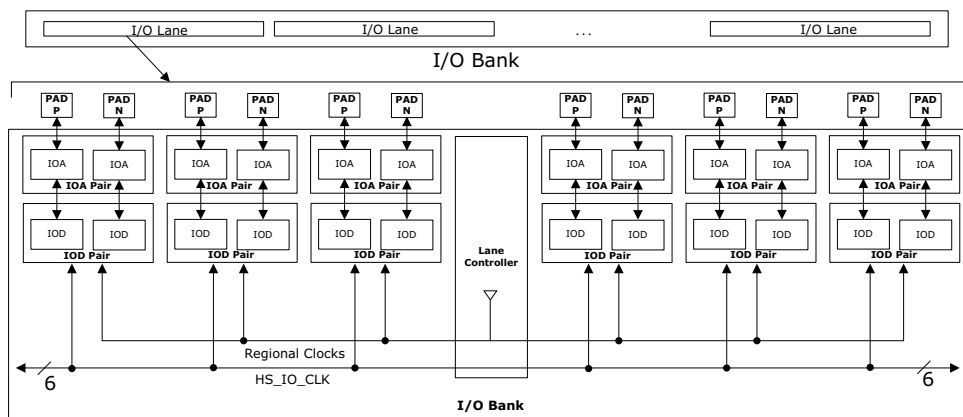 I/O Lane
I/O Lane
...
I/O Lane
I/O Bank
PAD P
PAD N
PAD P
PAD N
PAD P
PAD N
PAD P
PAD N
PAD P
PAD N
PAD P
PAD N
IOA
IOA
IOA
IOA
IOA
IOA
IOA
IOA
IOA
IOA
IOA
IOA
IOA Pair
IOA Pair
IOA Pair
IOA Pair
IOA Pair
IOA Pair
IOD
IOD
IOD
IOD
IOD
IOD
IOD
IOD
IOD
IOD
IOD
IOD
IOD Pair
IOD Pair
IOD Pair
IOD Pair
IOD Pair
IOD Pair
Lane
Controller
Regional Clocks
6
HS_IO_CLK
6
I/O Bank